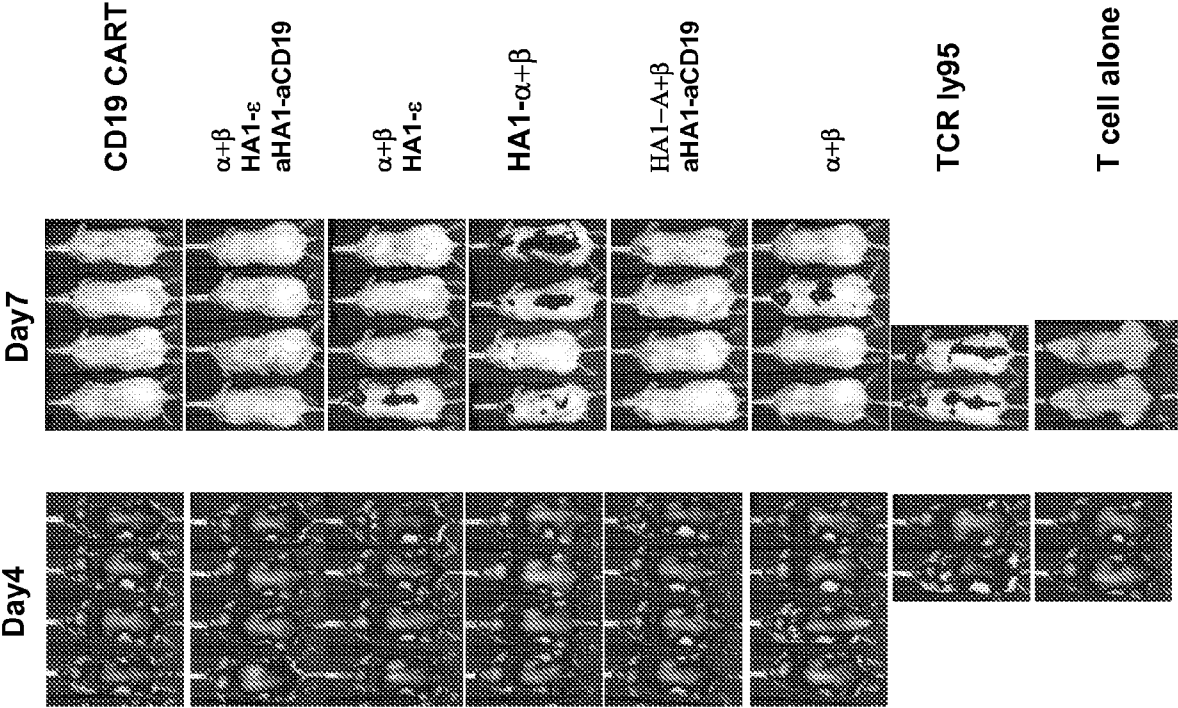 CD19 CART
α+β
HA1-ε
aHA1-aCD19
α+β
HA1-ε
HA1-α+β
HA1−A+β
aHA1-aCD19
α+β
TCR ly95
T cell alone
Day7
Day4